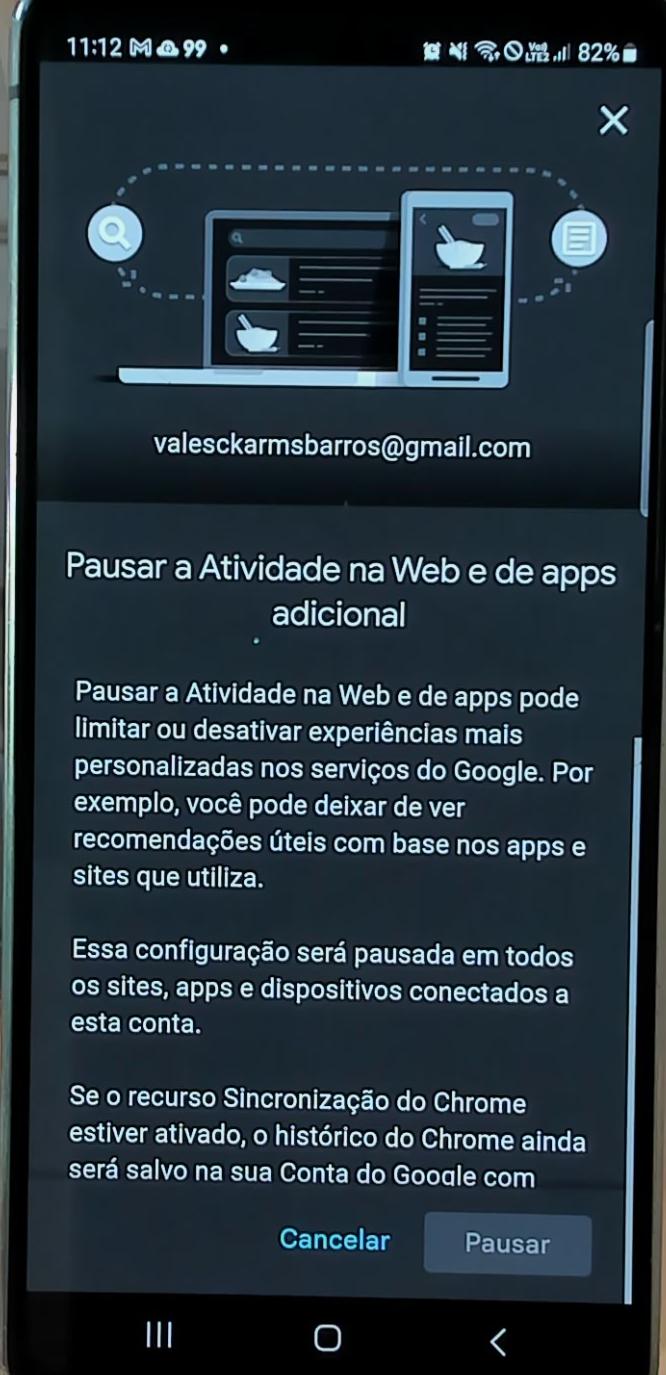 11:12 99 82%
valesckarmsbarros@gmail.com
Pausar a Atividade na Web e de apps
adicional
Pausar a Atividade na Web e de apps pode
limitar ou desativar experiências mais
personalizadas nos serviços do Google. Por
exemplo, você pode deixar de ver
recomendações úteis com base nos apps e
sites que utiliza.
Essa configuração será pausada em todos
os sites, apps e dispositivos conectados a
esta conta.
Se o recurso Sincronização do Chrome
estiver ativado, o histórico do Chrome ainda
será salvo na sua Conta do Google com
Cancelar Pausar